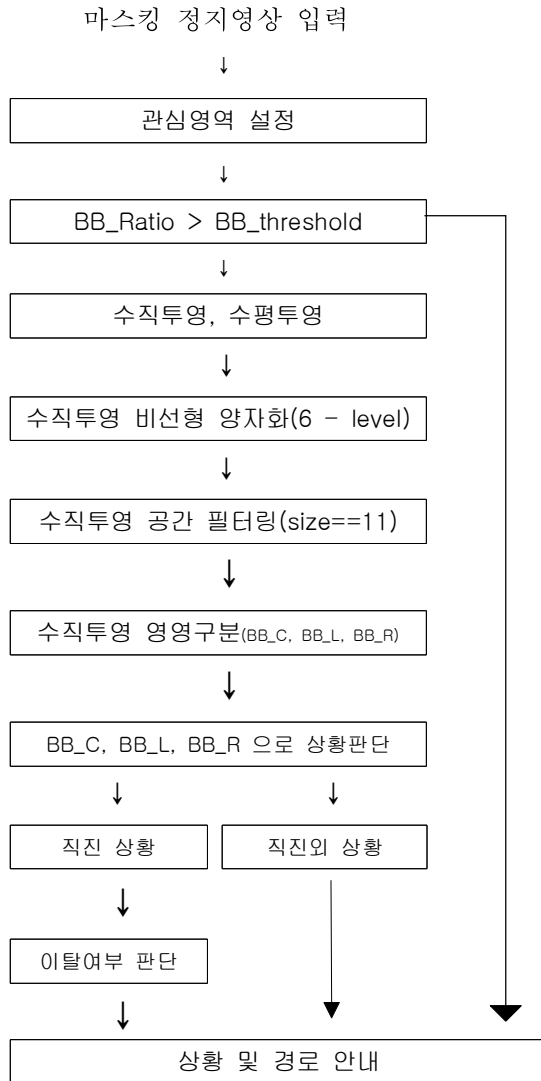 마스킹 정지영상 입력
↓
관심영역 설정
↓
BB_Ratio > BB_threshold
↓
수직투영, 수평투영
↓
수직투영 비선형 양자화(6 - level)
↓
수직투영 공간 필터링(size==11)
↓
수직투영 영영구분(BB_C, BB_L, BB_R)
↓
BB_C, BB_L, BB_R 으로 상황판단
↓ ↓
직진 상황 직진외 상황
↓
이탈여부 판단
↓
상황 및 경로 안내